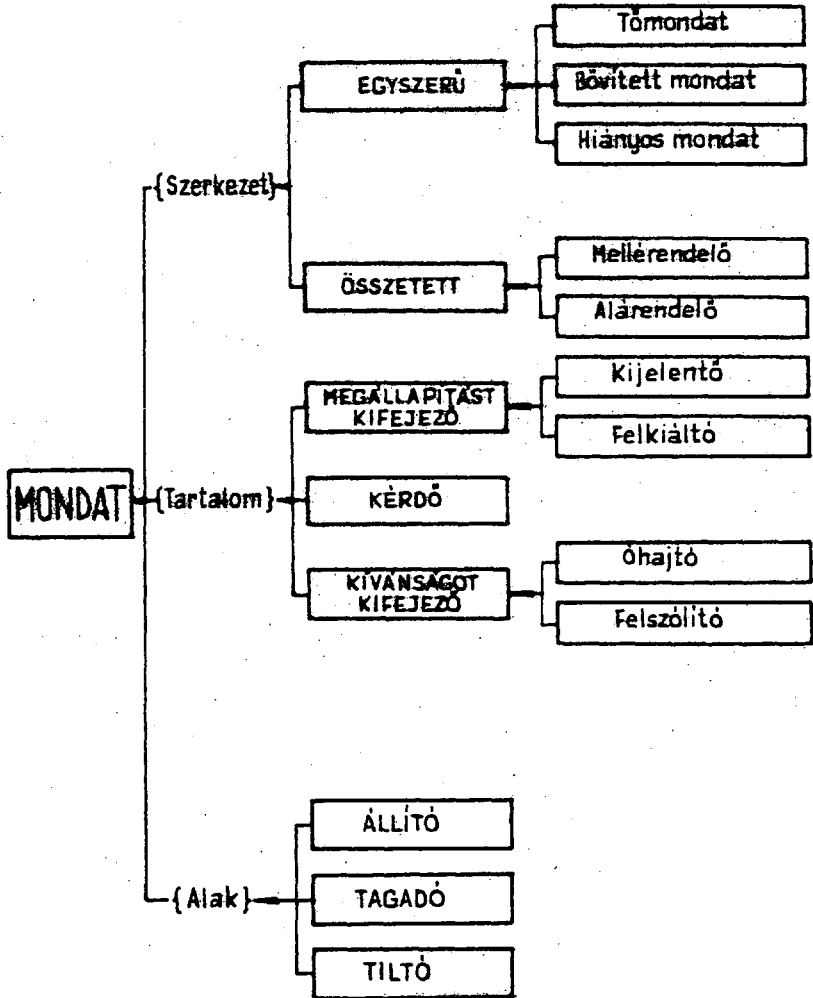 Tőmondat
EGYSZERŰ
Bővített mondat
Hiányos mondat
{Szerkezet}
Mellérendelő
ÖSSZETETT
Alárendelő
Kijelentő
MEGÁLLAPITÁST
KIFEJEZŐ
Felkiáltó
MONDAT
{Tartalom}
KÉRDŐ
Óhajtó
KÍVÁNSÁGOT
KIFEJEZŐ
Felszólító
ÁLLÍTÓ
{Alak}
TAGADÓ
TILTÓ